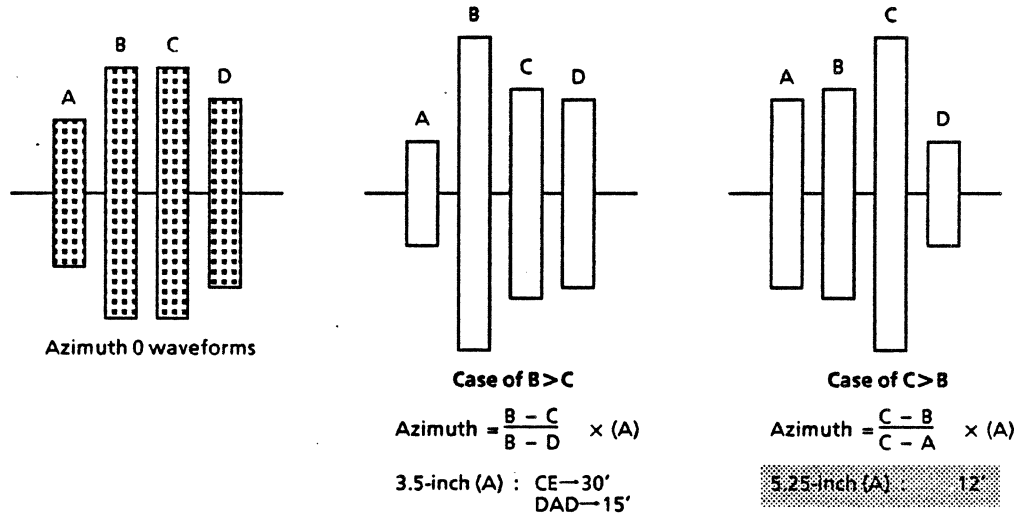 A B C D
Azimuth 0 waveforms
A B C D
Case of B>C
Azimuth = B – C / B – D × (A)
3.5-inch (A) : CE→30′
DAD→15′
A B C D
Case of C>B
Azimuth = C – B / C – A × (A)
5.25-inch (A) : 12′